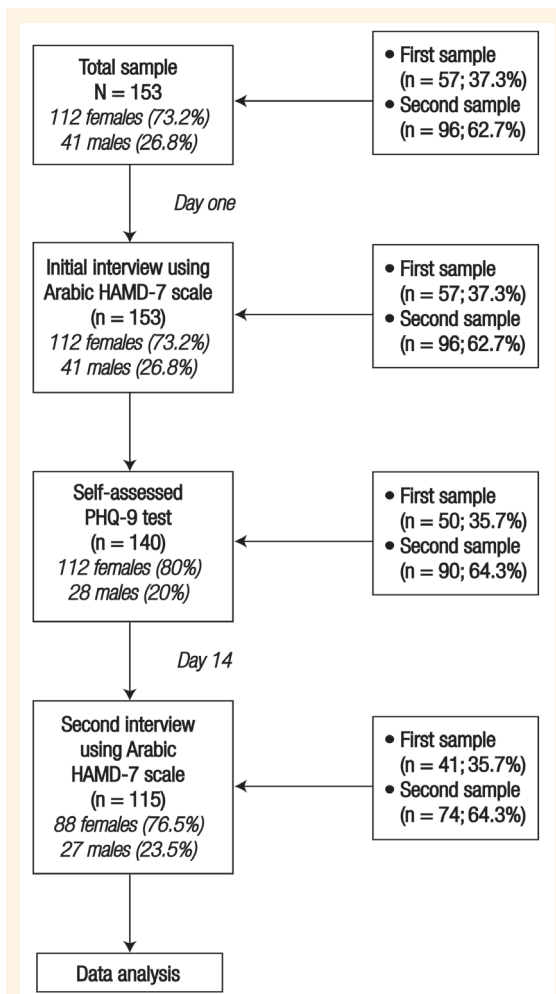 Total sample
N = 153
112 females (73.2%)
41 males (26.8%)
• First sample
(n = 57; 37.3%)
• Second sample
(n = 96; 62.7%)
Day one
Initial interview using
Arabic HAMD-7 scale
(n = 153)
112 females (73.2%)
41 males (26.8%)
• First sample
(n = 57; 37.3%)
• Second sample
(n = 96; 62.7%)
Self-assessed
PHQ-9 test
(n = 140)
112 females (80%)
28 males (20%)
• First sample
(n = 50; 35.7%)
• Second sample
(n = 90; 64.3%)
Day 14
Second interview
using Arabic
HAMD-7 scale
(n = 115)
88 females (76.5%)
27 males (23.5%)
• First sample
(n = 41; 35.7%)
• Second sample
(n = 74; 64.3%)
Data analysis